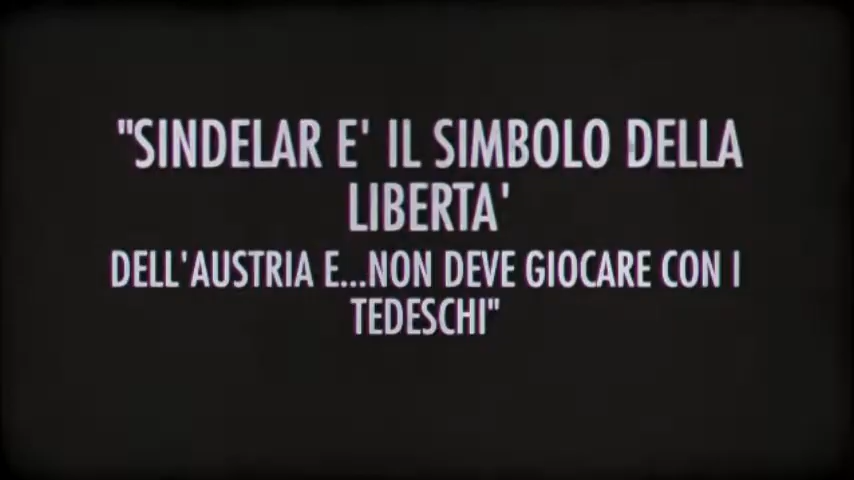 "SINDELAR E' IL SIMBOLO DELLA
LIBERTA'
DELL'AUSTRIA E...NON DEVE GIOCARE CON I
TEDESCHI"